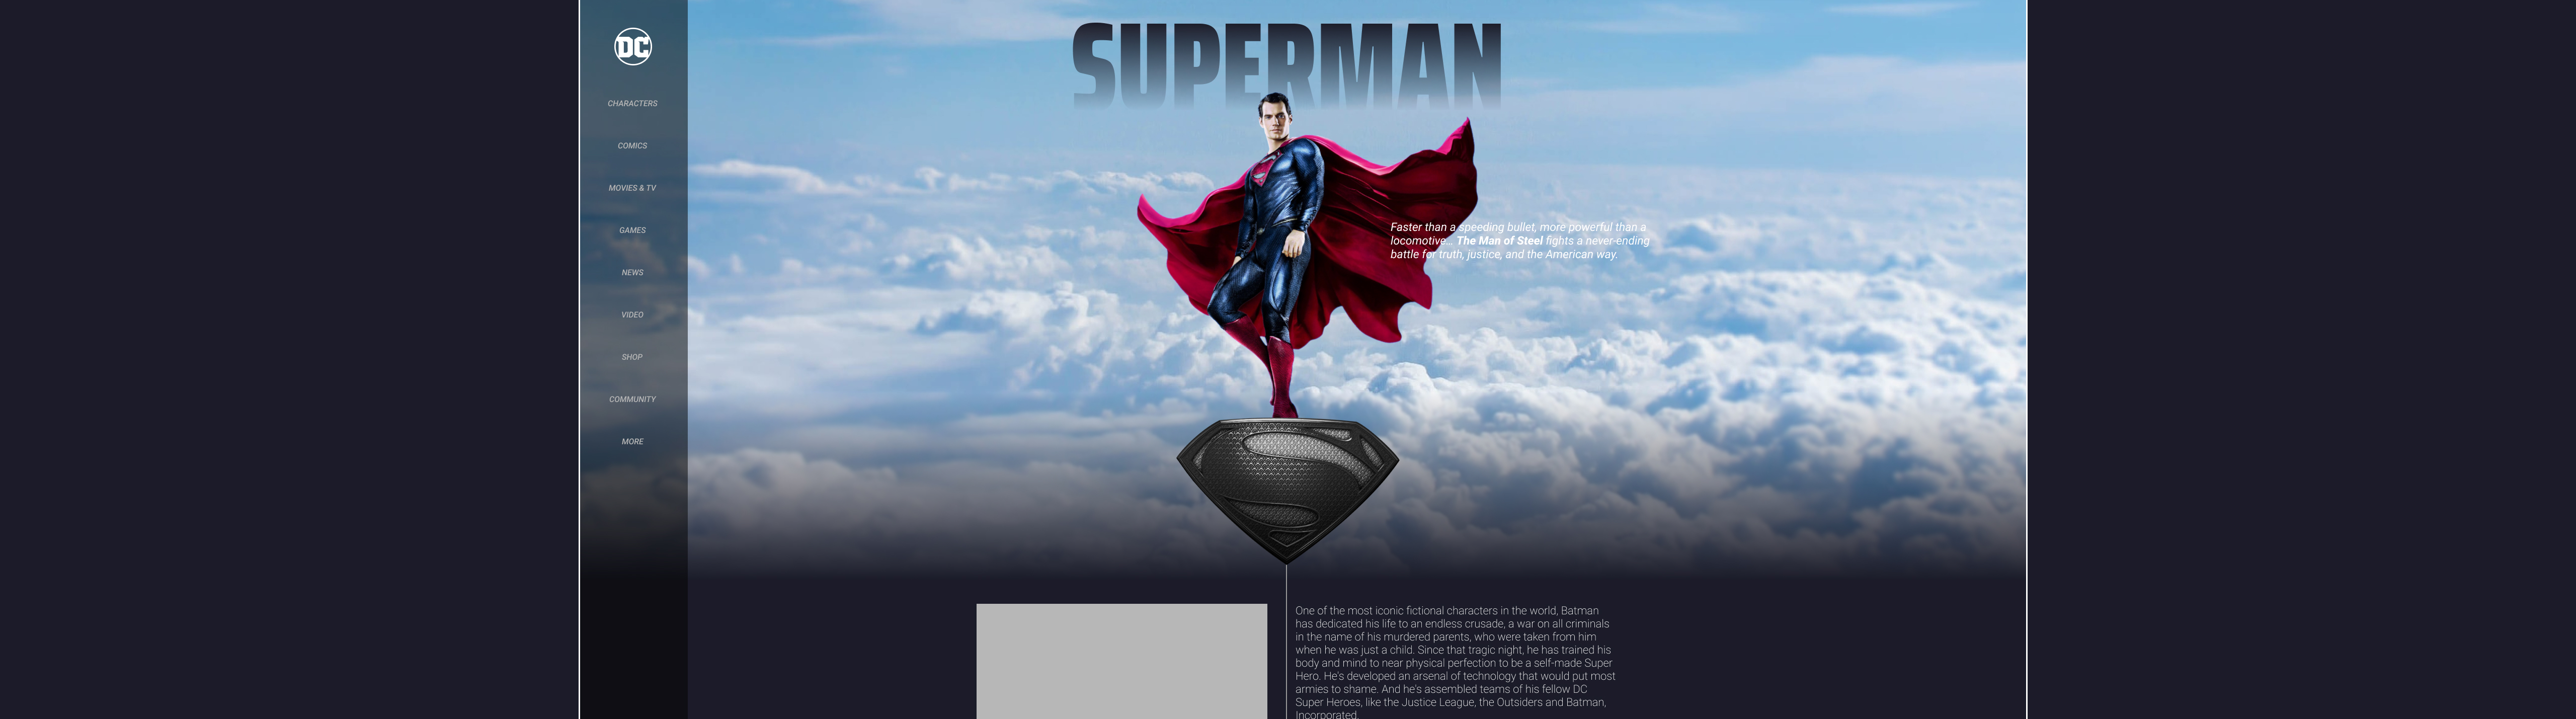 DC
CHARACTERS
COMICS
MOVIES & TV
GAMES
NEWS
VIDEO
SHOP
COMMUNITY
MORE
SUPERMAN
Faster than a speeding bullet, more powerful than a
locomotive... The Man of Steel fights a never-ending
battle for truth, justice, and the American way.
One of the most iconic fictional characters in the world, Batman
has dedicated his life to an endless crusade, a war on all criminals
in the name of his murdered parents, who were taken from him
when he was just a child. Since that tragic night, he has trained his
body and mind to near physical perfection to be a self-made Super
Hero. He's developed an arsenal of technology that would put most
armies to shame. And he's assembled teams of his fellow DC
Super Heroes, like the Justice League, the Outsiders and Batman,
Incorporated.